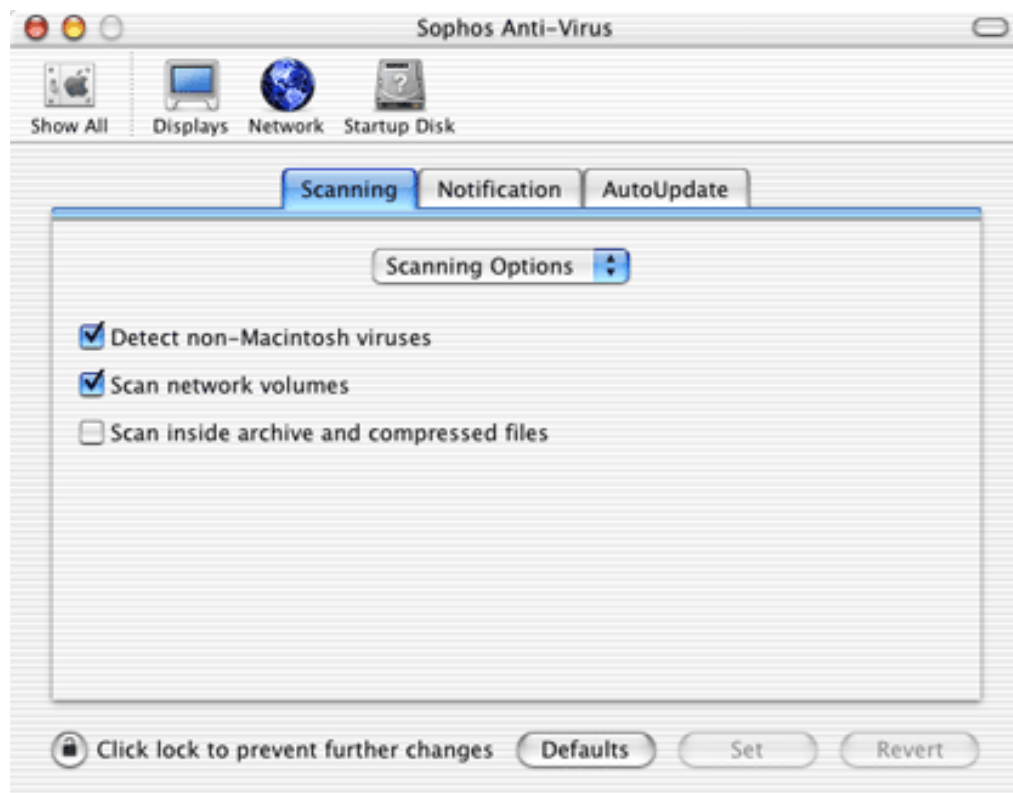 Sophos Anti-Virus
Show All Displays Network Startup Disk
Scanning Notification AutoUpdate
Scanning Options
Detect non-Macintosh viruses
Scan network volumes
Scan inside archive and compressed files
Click lock to prevent further changes Defaults Set Revert